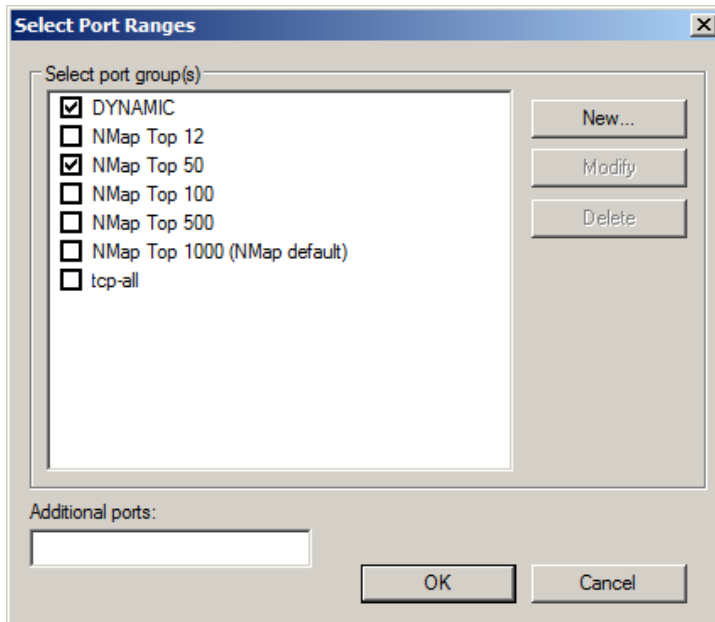 Select Port Ranges
Select port group(s)
DYNAMIC
NMap Top 12
NMap Top 50
NMap Top 100
NMap Top 500
NMap Top 1000 (NMap default)
tcp-all
New...
Modify
Delete
Additional ports:
OK
Cancel